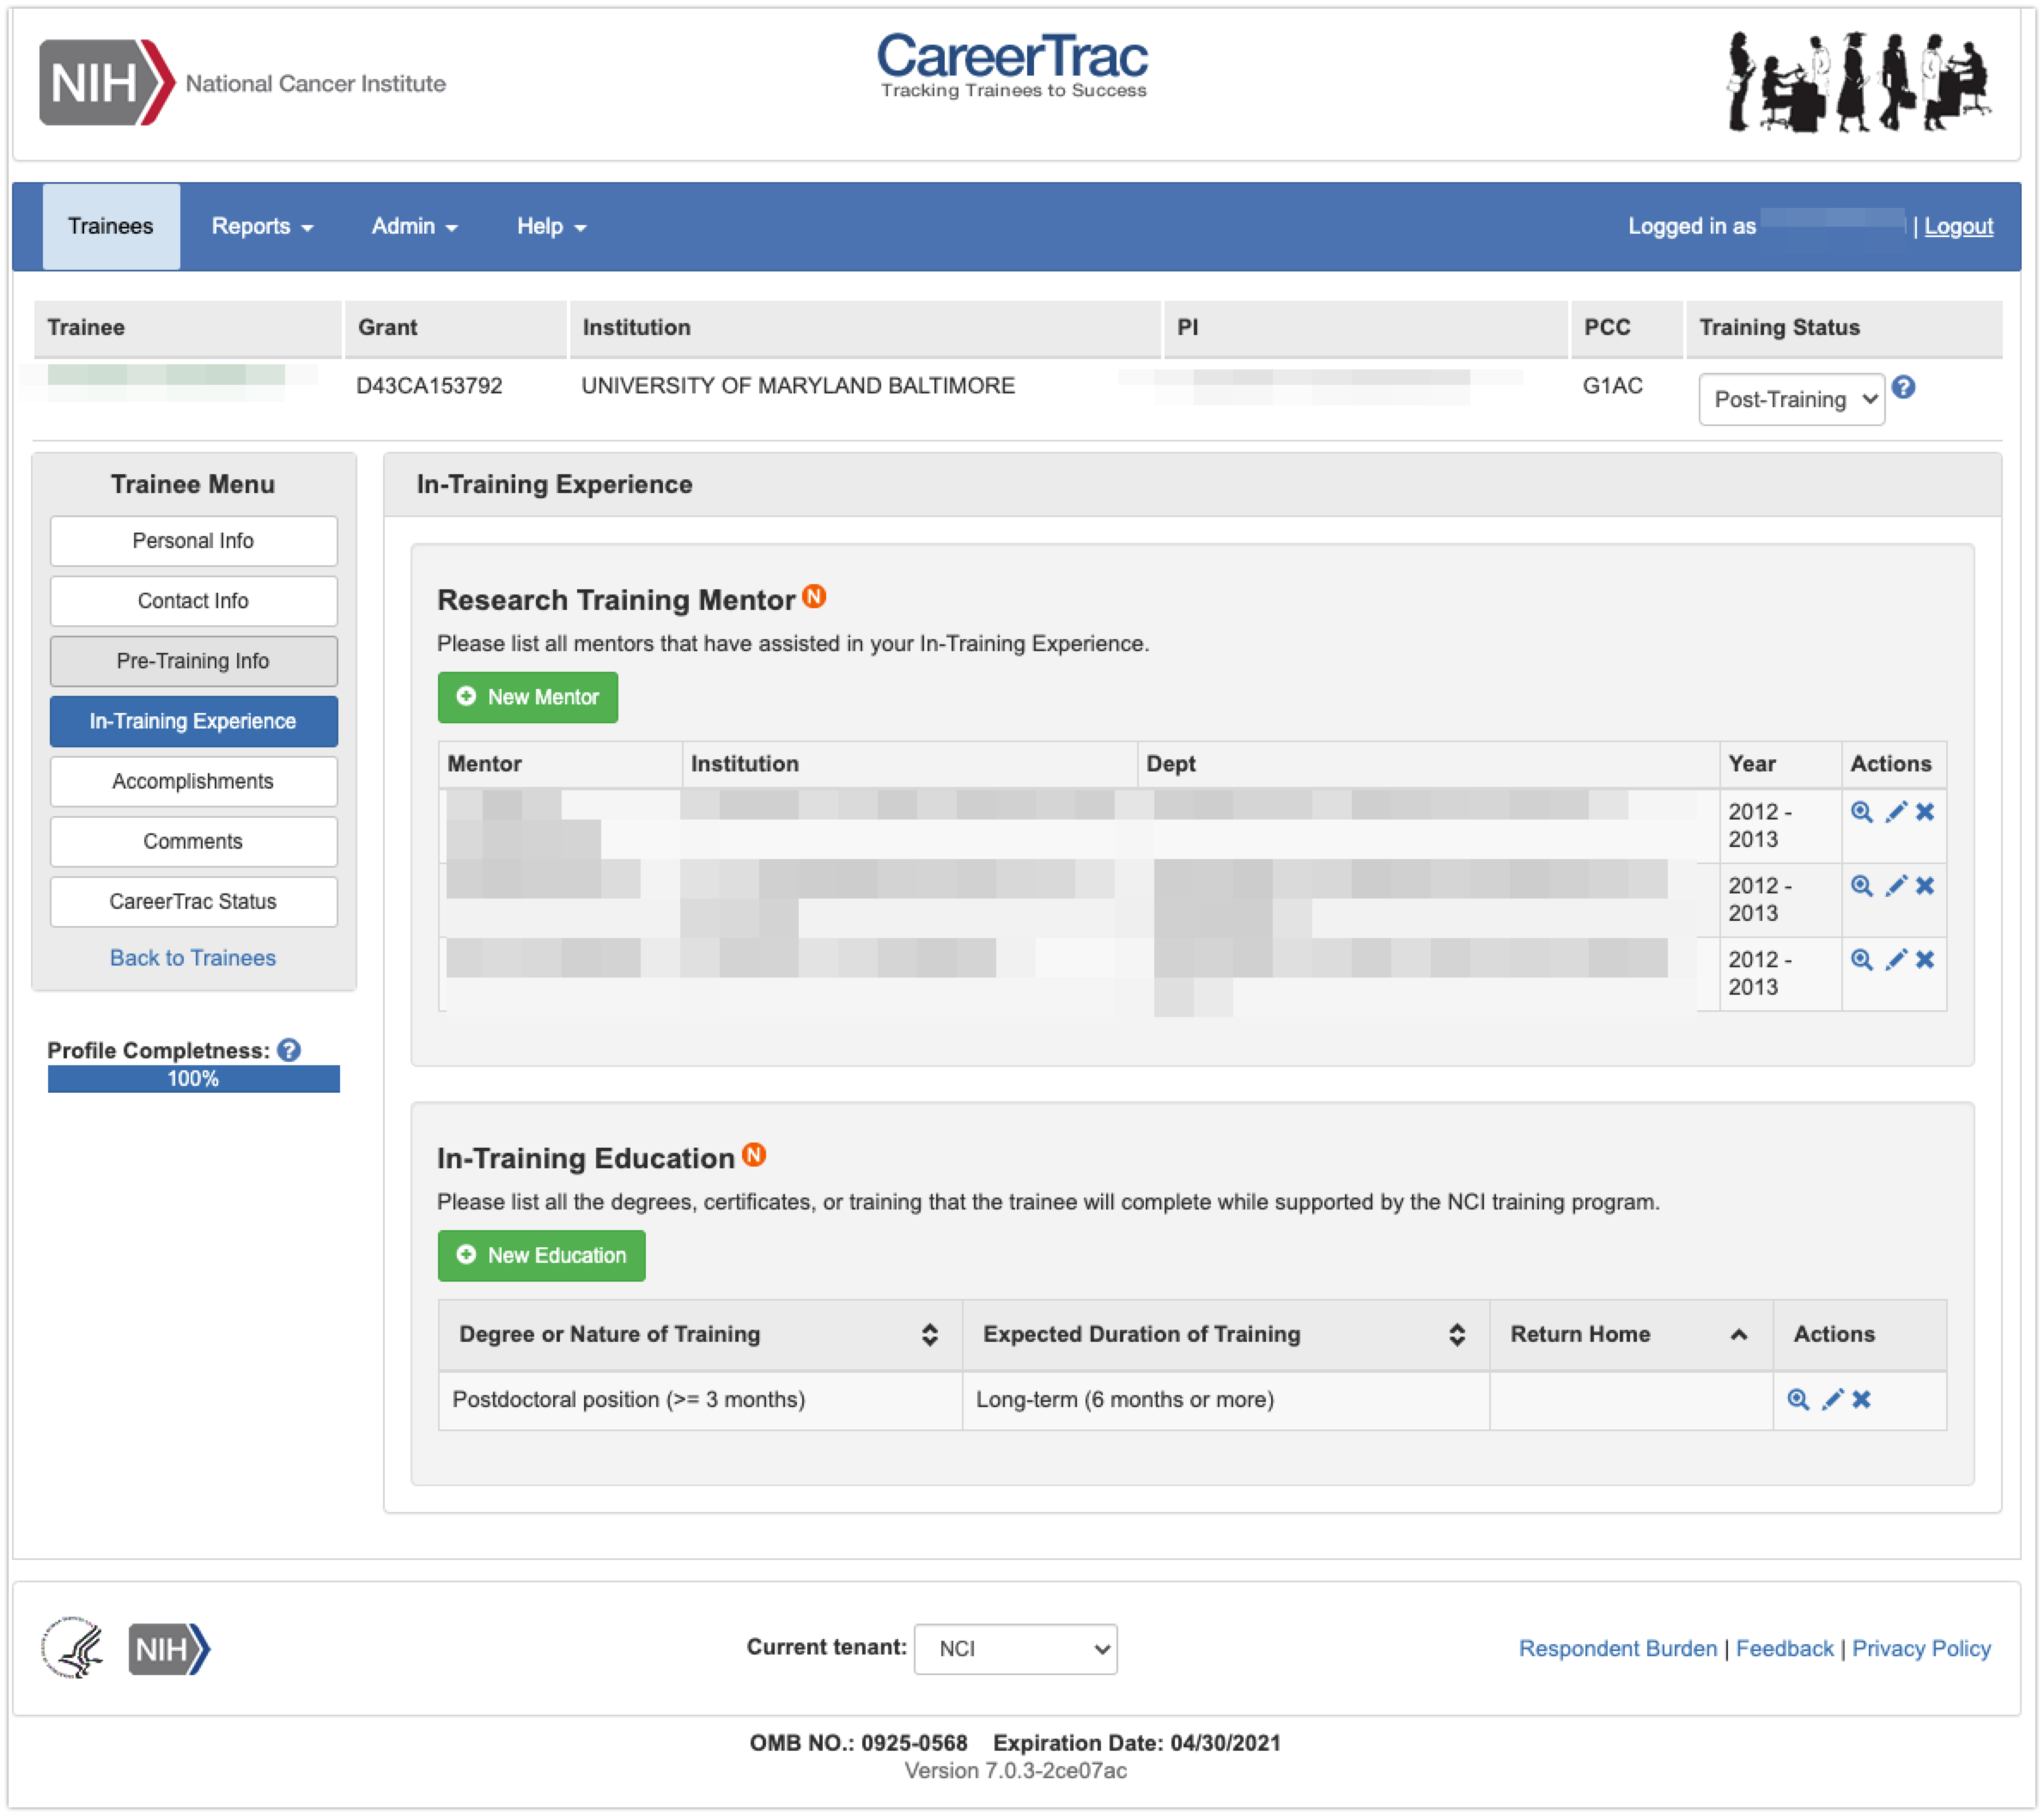 NIH National Cancer Institute
CareerTrac
Tracking Trainees to Success
Trainees Reports Admin Help Logged in as | Logout
Trainee Grant Institution PI PCC Training Status
D43CA153792 UNIVERSITY OF MARYLAND BALTIMORE G1AC Post-Training ?
Trainee Menu
Personal Info
Contact Info
Pre-Training Info
In-Training Experience
Accomplishments
Comments
CareerTrac Status
Back to Trainees
Profile Completness: ?
100%
In-Training Experience
Research Training Mentor N
Please list all mentors that have assisted in your In-Training Experience.
New Mentor
Mentor Institution Dept Year Actions
2012 -
2013
2012 -
2013
2012 -
2013
In-Training Education N
Please list all the degrees, certificates, or training that the trainee will complete while supported by the NCI training program.
New Education
Degree or Nature of Training Expected Duration of Training Return Home Actions
Postdoctoral position (>= 3 months) Long-term (6 months or more)
NIH Current tenant: NCI Respondent Burden | Feedback | Privacy Policy
OMB NO.: 0925-0568 Expiration Date: 04/30/2021
Version 7.0.3-2ce07ac